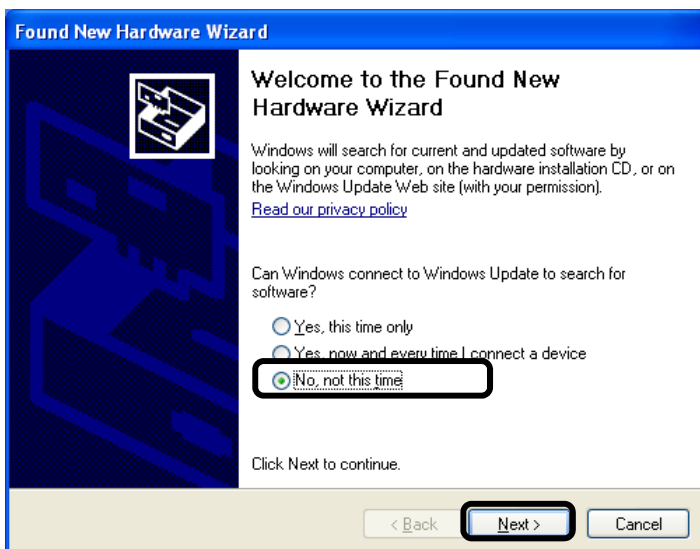 Found New Hardware Wizard
Welcome to the Found New
Hardware Wizard
Windows will search for current and updated software by
looking on your computer, on the hardware installation CD, or on
the Windows Update Web site (with your permission).
Read our privacy policy
Can Windows connect to Windows Update to search for
software?
Yes, this time only
Yes, now and every time I connect a device
No, not this time
Click Next to continue.
< Back Next > Cancel